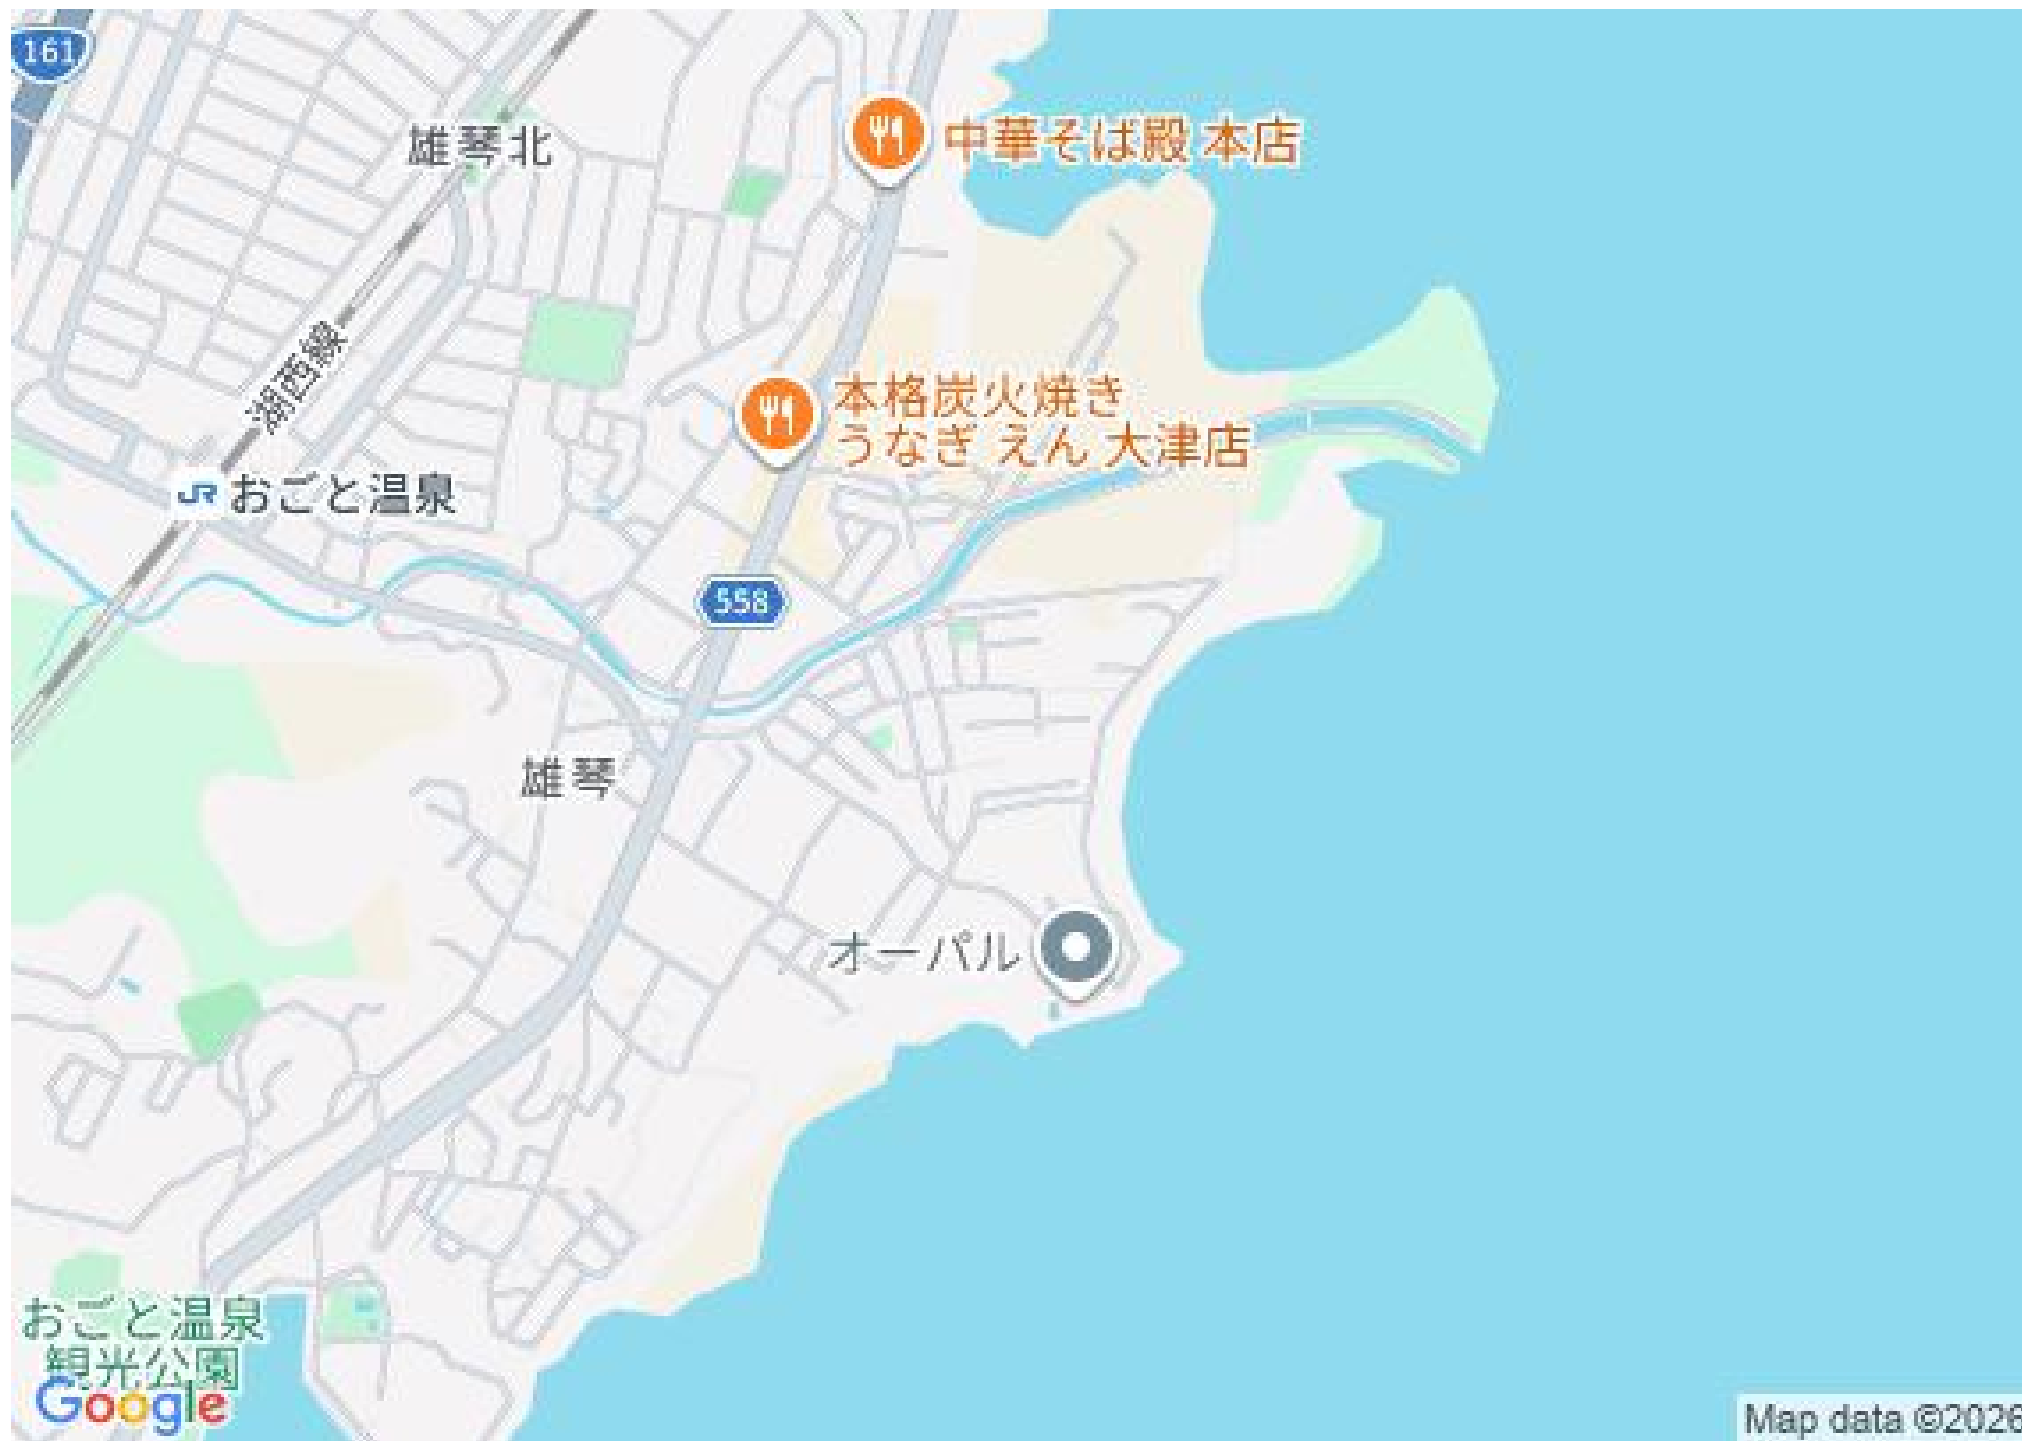 161
雄琴北
中華そば殿 本店
湖西線
本格炭火焼き
うなぎ えん 大津店
JR おごと温泉
558
雄琴
オーパル
おごと温泉
観光公園
Google
Map data ©2026